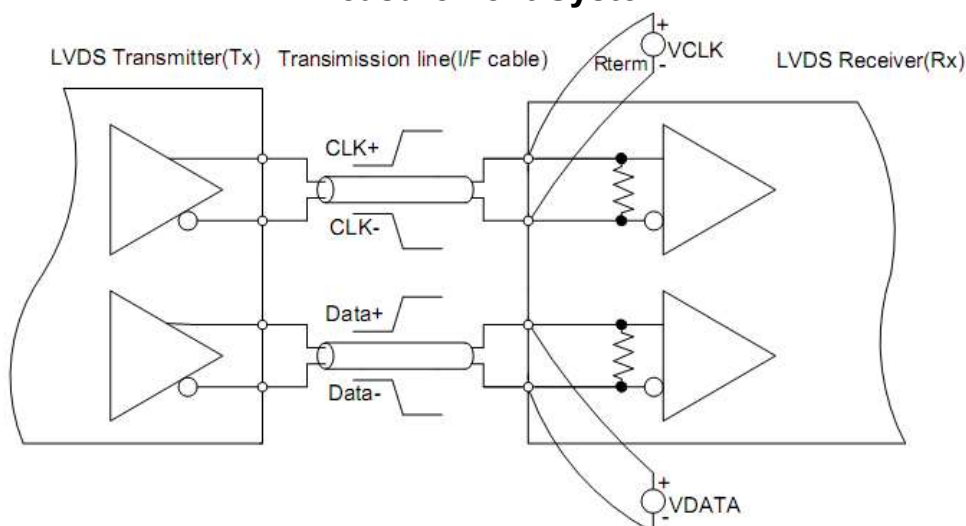 LVDS Transmitter(Tx)
Transimission line(I/F cable)
+
VCLK
Rterm
-
LVDS Receiver(Rx)
CLK+
CLK-
Data+
Data-
+
VDATA
-